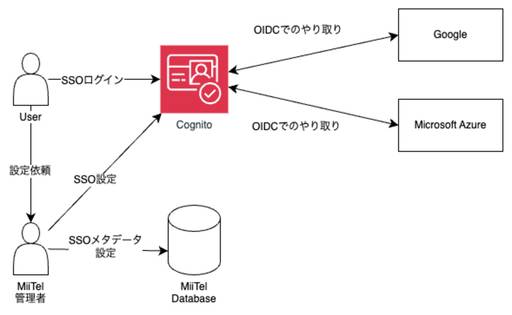 OIDCでのやり取り
Google
SSOログイン
User
Cognito
OIDCでのやり取り
Microsoft Azure
設定依頼
SSO設定
SSOメタデータ
設定
MiiTel
管理者
MiiTel
Database